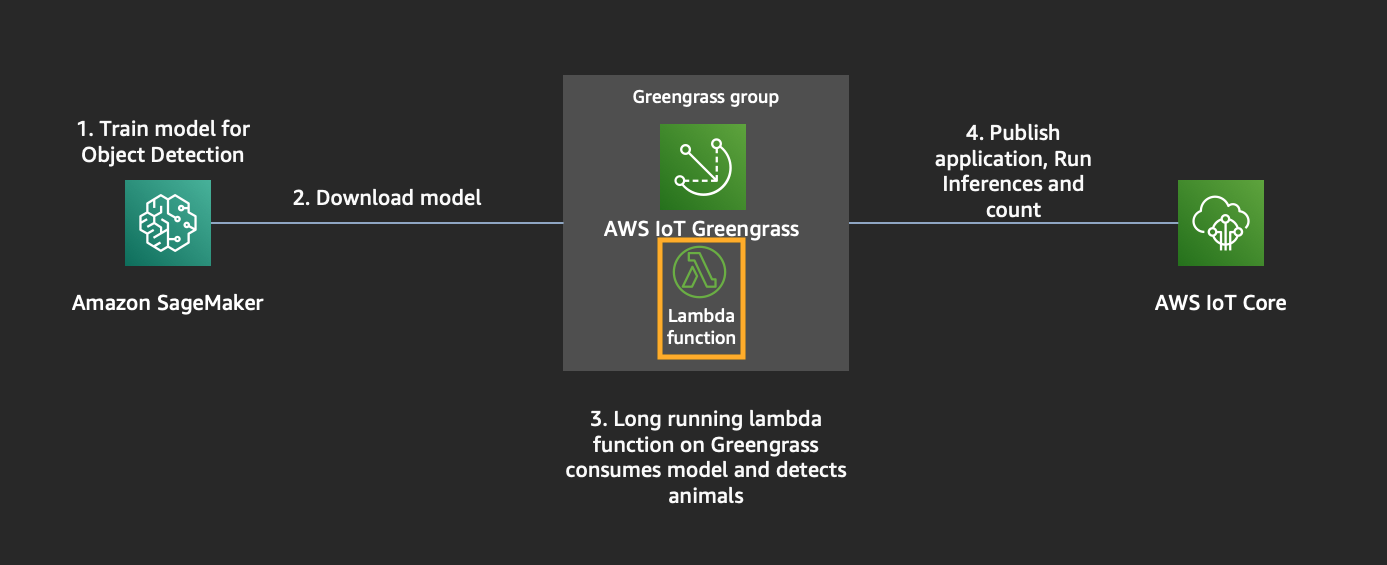 1. Train model for
Object Detection
Amazon SageMaker
2. Download model
Greengrass group
AWS IoT Greengrass
Lambda
function
3. Long running lambda
function on Greengrass
consumes model and detects
animals
4. Publish
application, Run
Inferences and
count
AWS IoT Core